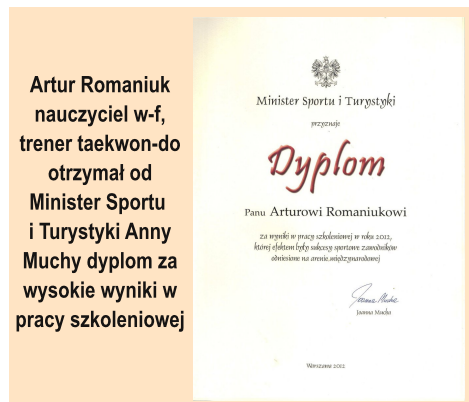 Artur Romaniuk
nauczyciel w-f,
trener taekwon-do
otrzymał od
Minister Sportu
i Turystyki Anny
Muchy dyplom za
wysokie wyniki w
pracy szkoleniowej
Minister Sportu i Turystyki
przyznaje
Dyplom
Panu Arturowi Romaniukowi
za wyniki w pracy szkoleniowej w roku 2012,
której efektem były sukcesy sportowe zawodników
odniesione na arenie międzynarodowej
Joanna Mucha
Joanna Mucha
Warszawa 2012